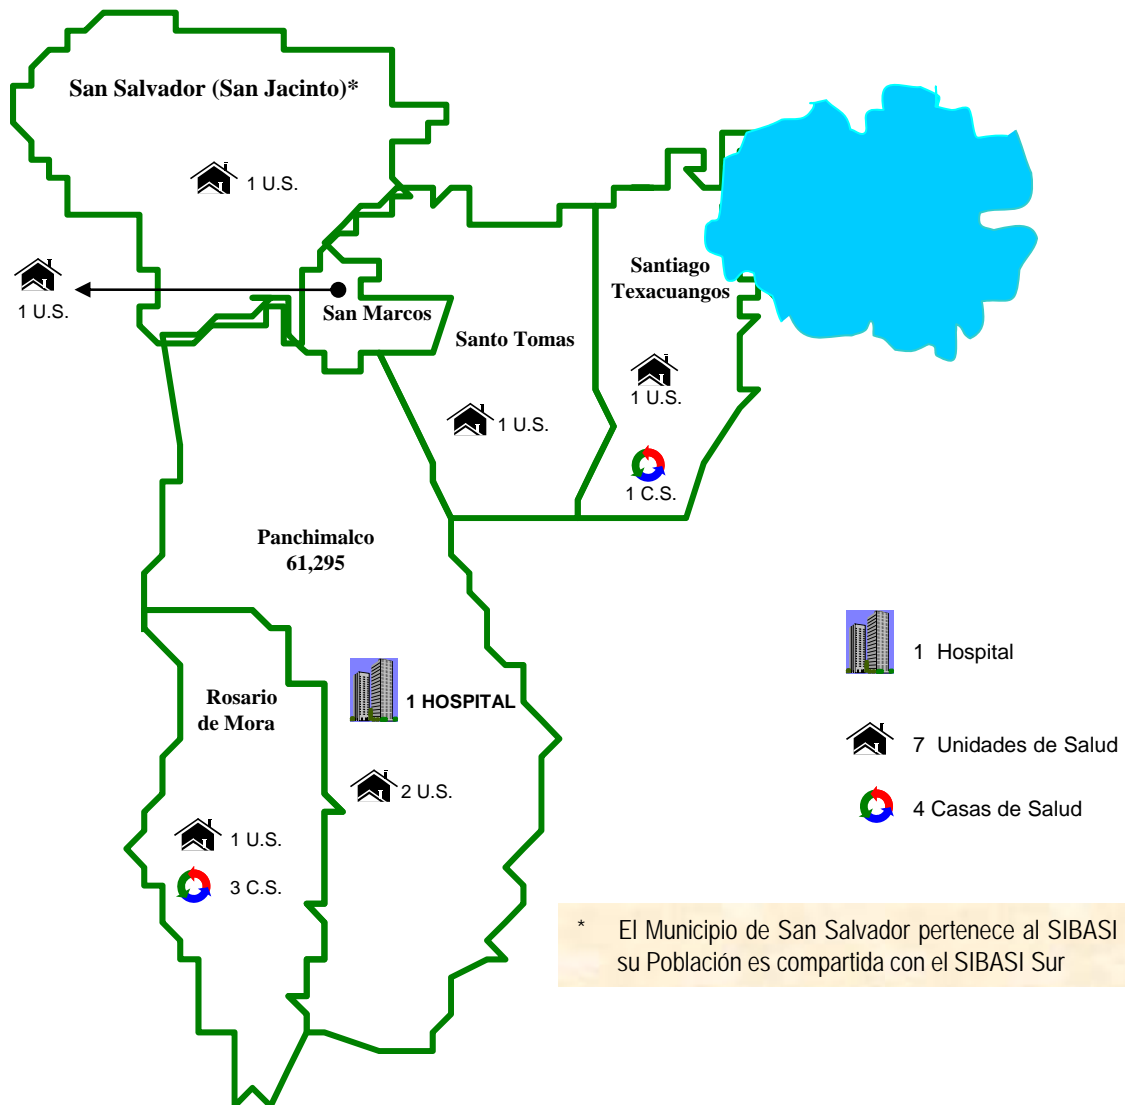 San Salvador (San Jacinto)*
1 U.S.
1 U.S.
San Marcos
Santo Tomas
1 U.S.
Santiago
Texacuangos
1 U.S.
1 C.S.
Panchimalco
61,295
1 HOSPITAL
2 U.S.
Rosario
de Mora
1 U.S.
3 C.S.
1 Hospital
7 Unidades de Salud
4 Casas de Salud
* El Municipio de San Salvador pertenece al SIBASI
su Población es compartida con el SIBASI Sur